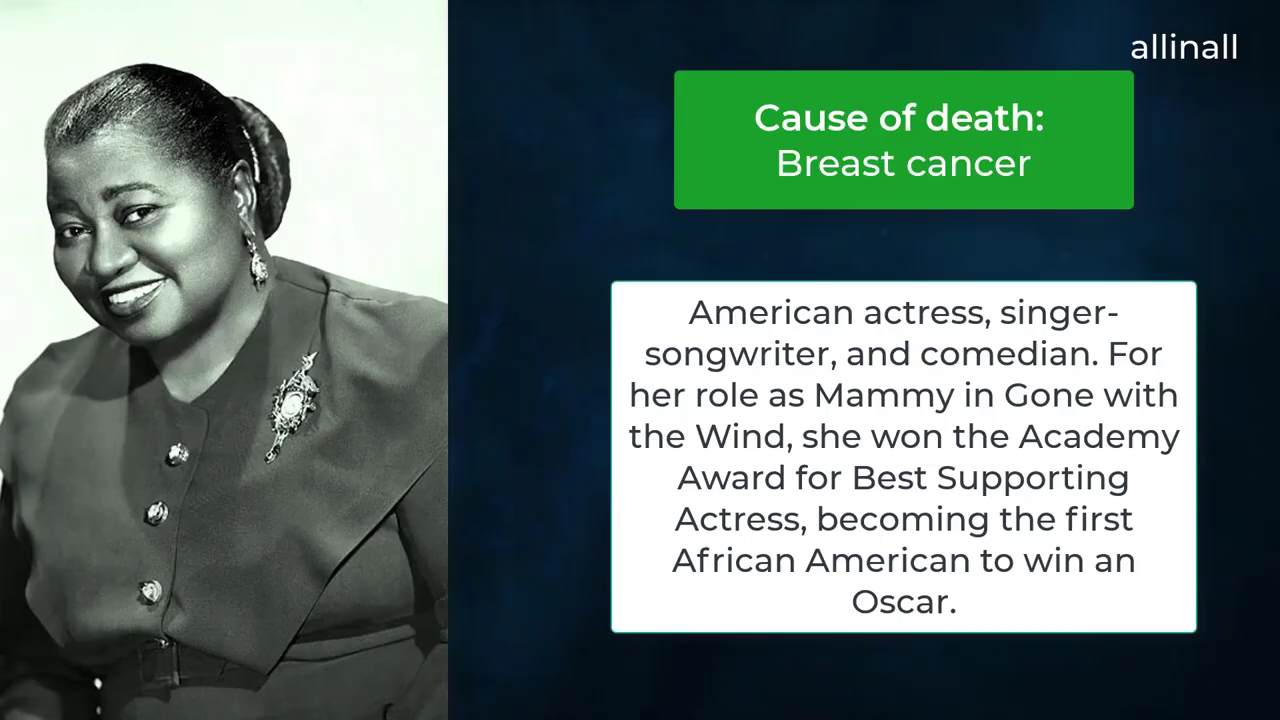 allinall
Cause of death:
Breast cancer
American actress, singer-
songwriter, and comedian. For
her role as Mammy in Gone with
the Wind, she won the Academy
Award for Best Supporting
Actress, becoming the first
African American to win an
Oscar.